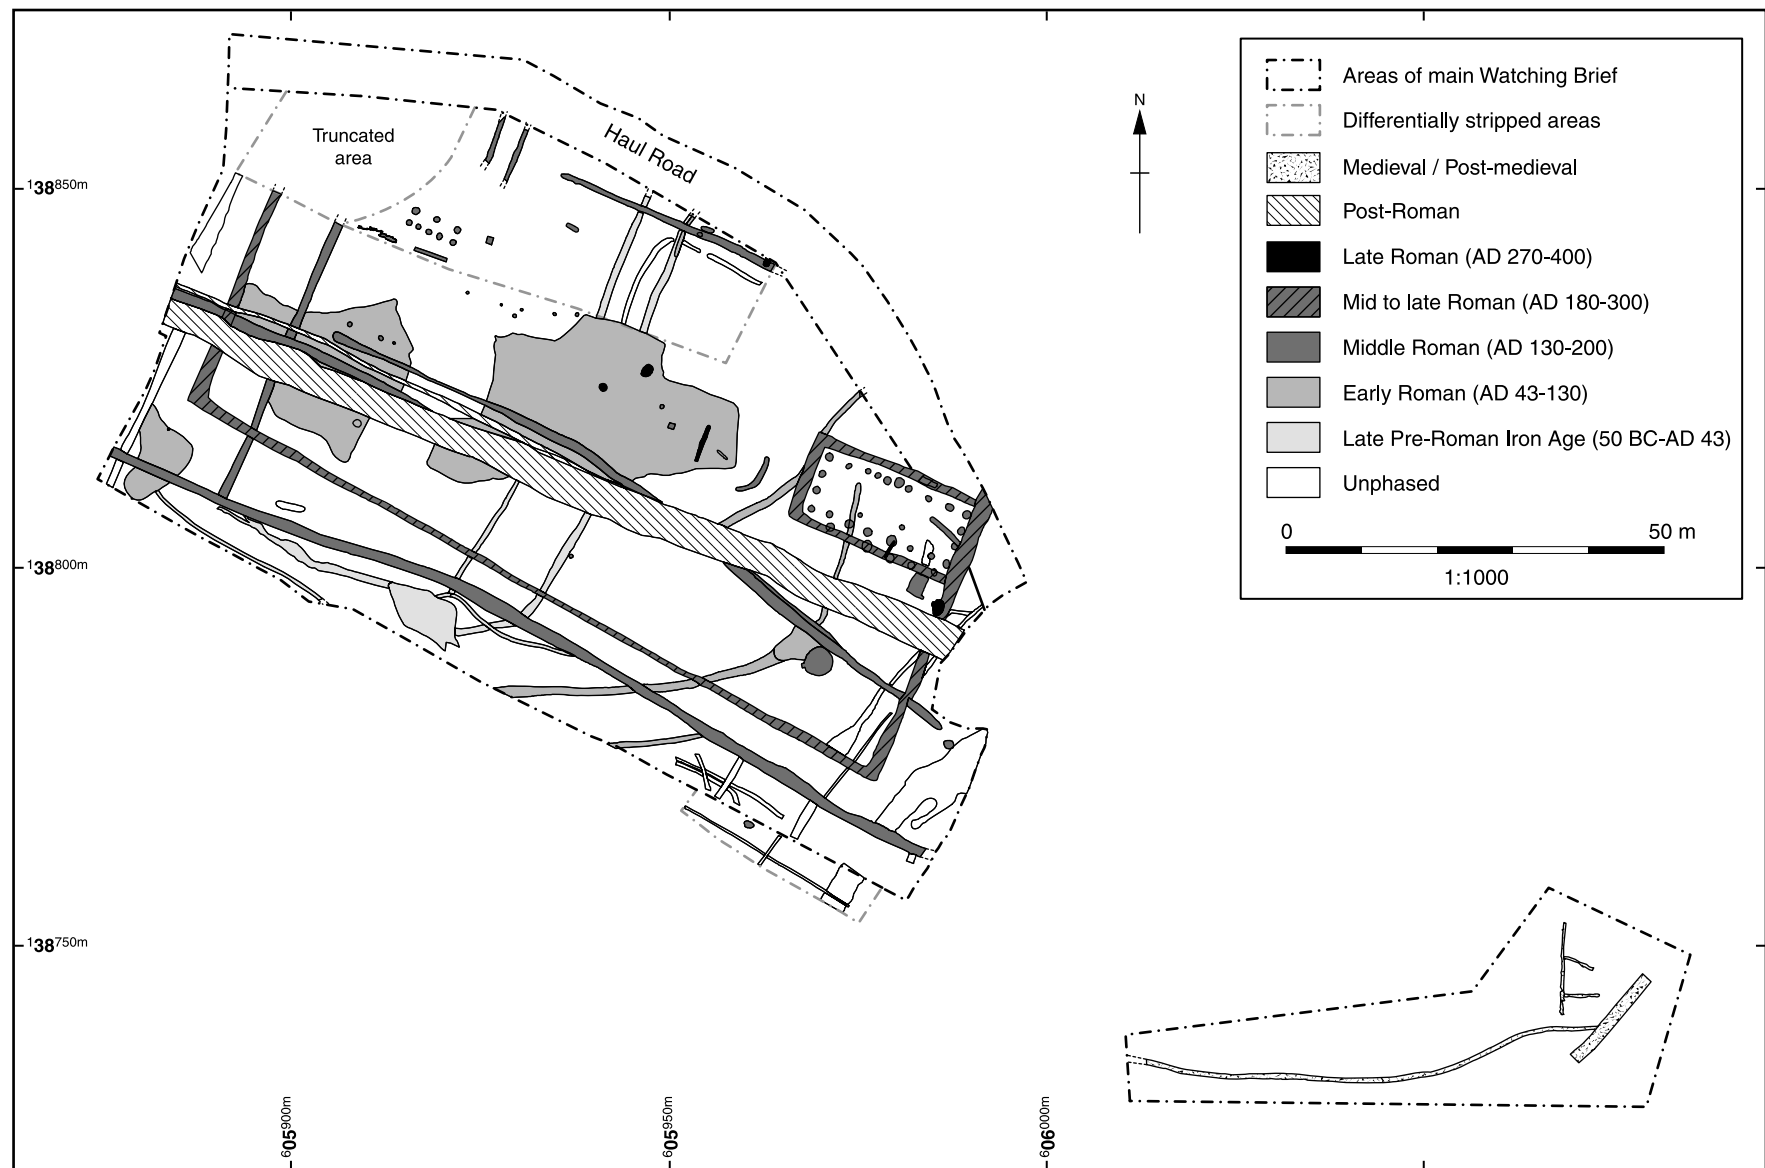 Truncated
area
Haul Road
N
Areas of main Watching Brief
Differentially stripped areas
Medieval / Post-medieval
Post-Roman
Late Roman (AD 270-400)
Mid to late Roman (AD 180-300)
Middle Roman (AD 130-200)
Early Roman (AD 43-130)
Late Pre-Roman Iron Age (50 BC-AD 43)
Unphased
0 50 m
1:1000
138850m
138800m
138750m
605900m
605950m
606000m